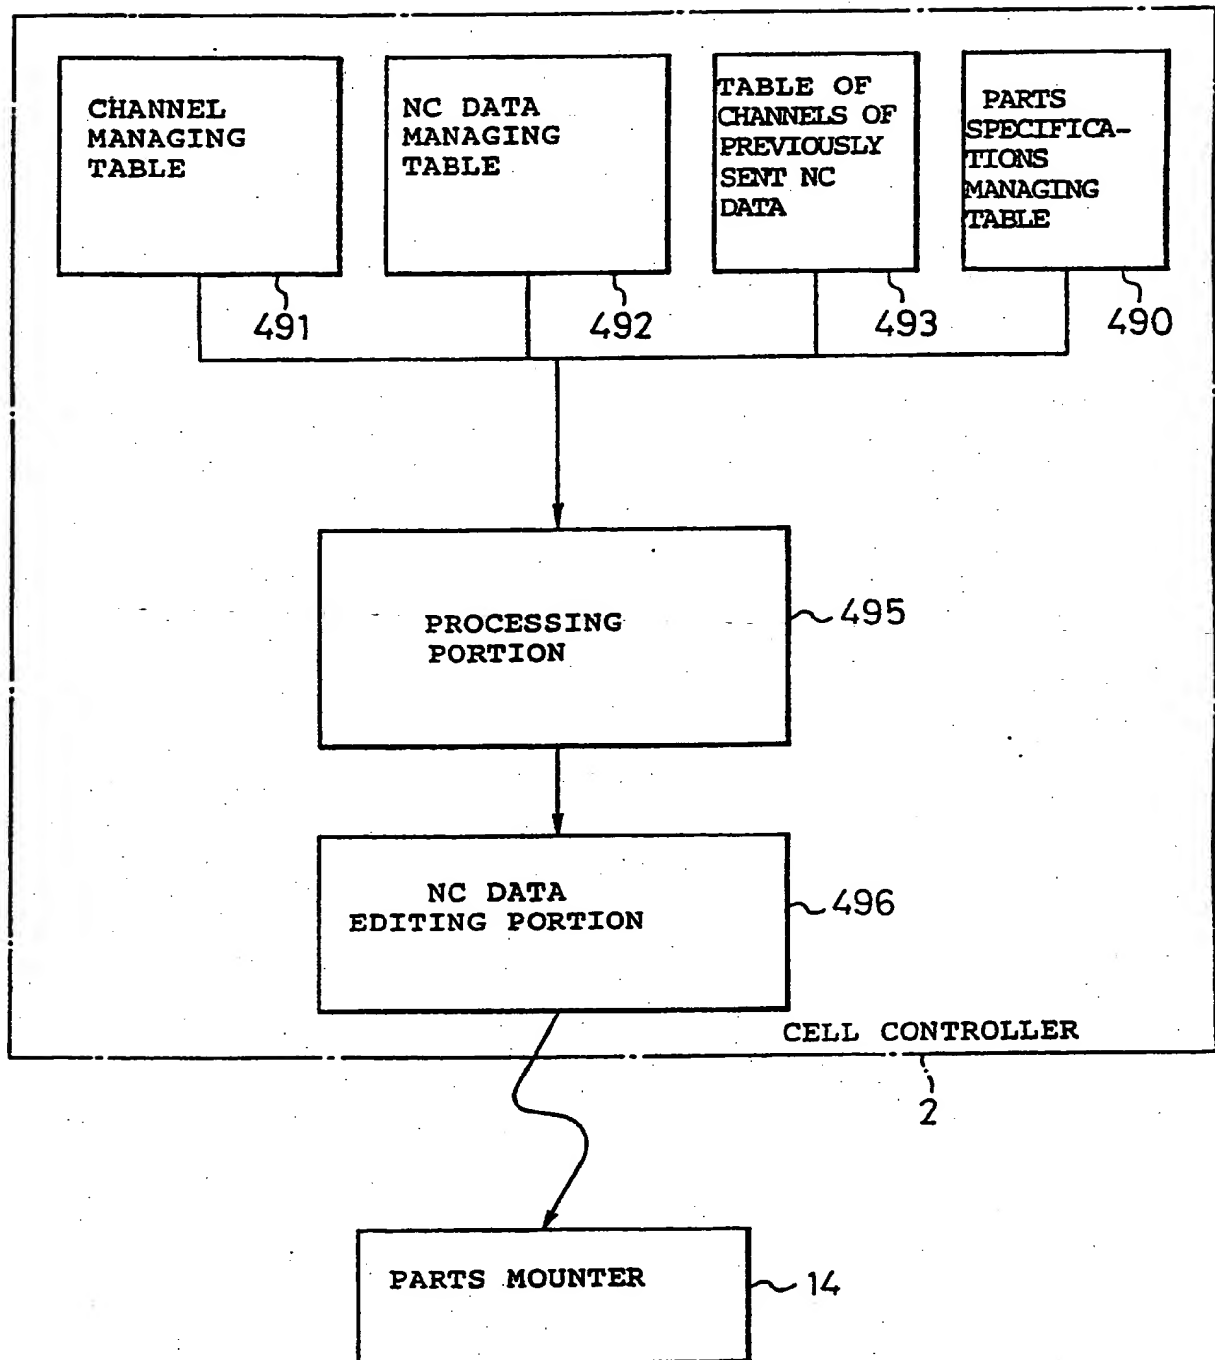 CHANNEL
MANAGING
TABLE
491
NC DATA
MANAGING
TABLE
492
TABLE OF
CHANNELS OF
PREVIOUSLY
SENT NC
DATA
493
PARTS
SPECIFICA-
TIONS
MANAGING
TABLE
490
PROCESSING
PORTION
495
NC DATA
EDITING PORTION
496
CELL CONTROLLER
2
PARTS MOUNTER
14